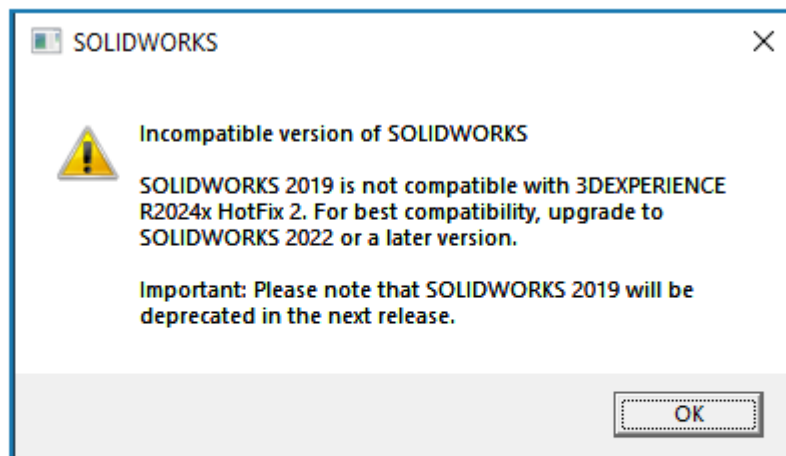 SOLIDWORKS
Incompatible version of SOLIDWORKS
SOLIDWORKS 2019 is not compatible with 3DEXPERIENCE
R2024x HotFix 2. For best compatibility, upgrade to
SOLIDWORKS 2022 or a later version.
Important: Please note that SOLIDWORKS 2019 will be
deprecated in the next release.
OK